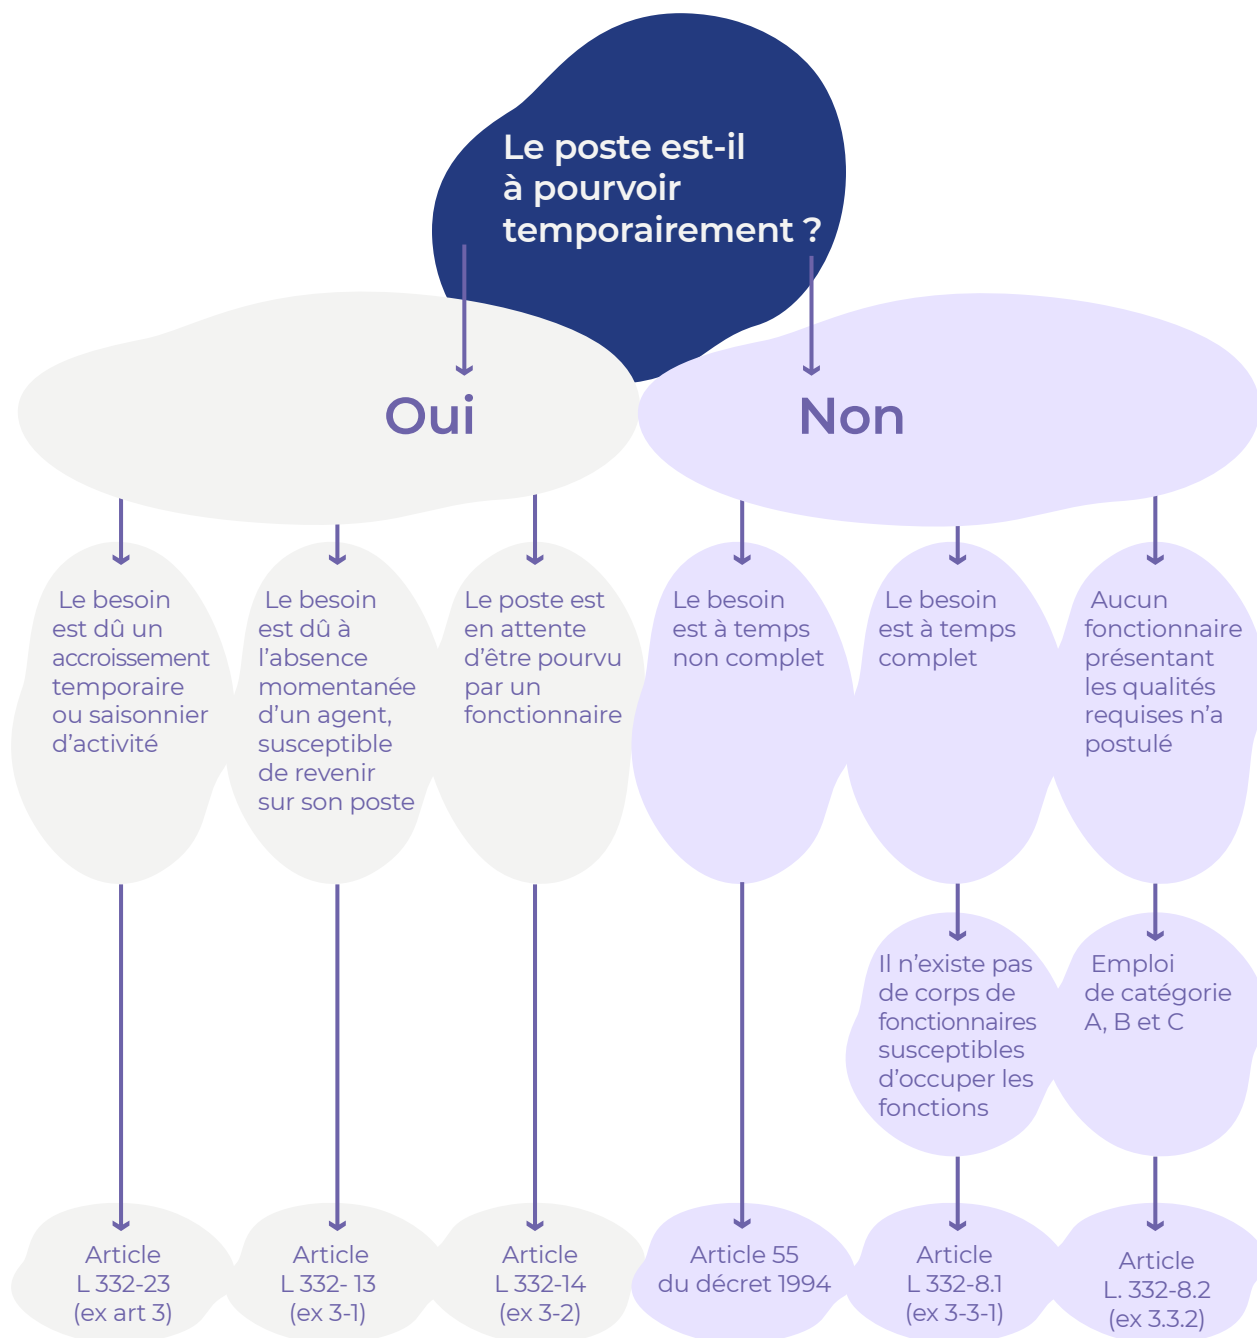 Le poste est-il
à pourvoir
temporairement ?
Oui
Non
Le besoin
est dû un
accroissement
temporaire
ou saisonnier
d’activité
Le besoin
est dû à
l’absence
momentanée
d’un agent,
susceptible
de revenir
sur son poste
Le poste est
en attente
d’être pourvu
par un
fonctionnaire
Le besoin
est à temps
non complet
Le besoin
est à temps
complet
Aucun
fonctionnaire
présentant
les qualités
requises n’a
postulé
Il n’existe pas
de corps de
fonctionnaires
susceptibles
d’occuper les
fonctions
Emploi
de catégorie
A, B et C
Article
L 332-23
(ex art 3)
Article
L 332- 13
(ex 3-1)
Article
L 332-14
(ex 3-2)
Article 55
du décret 1994
Article
L 332-8.1
(ex 3-3-1)
Article
L. 332-8.2
(ex 3.3.2)